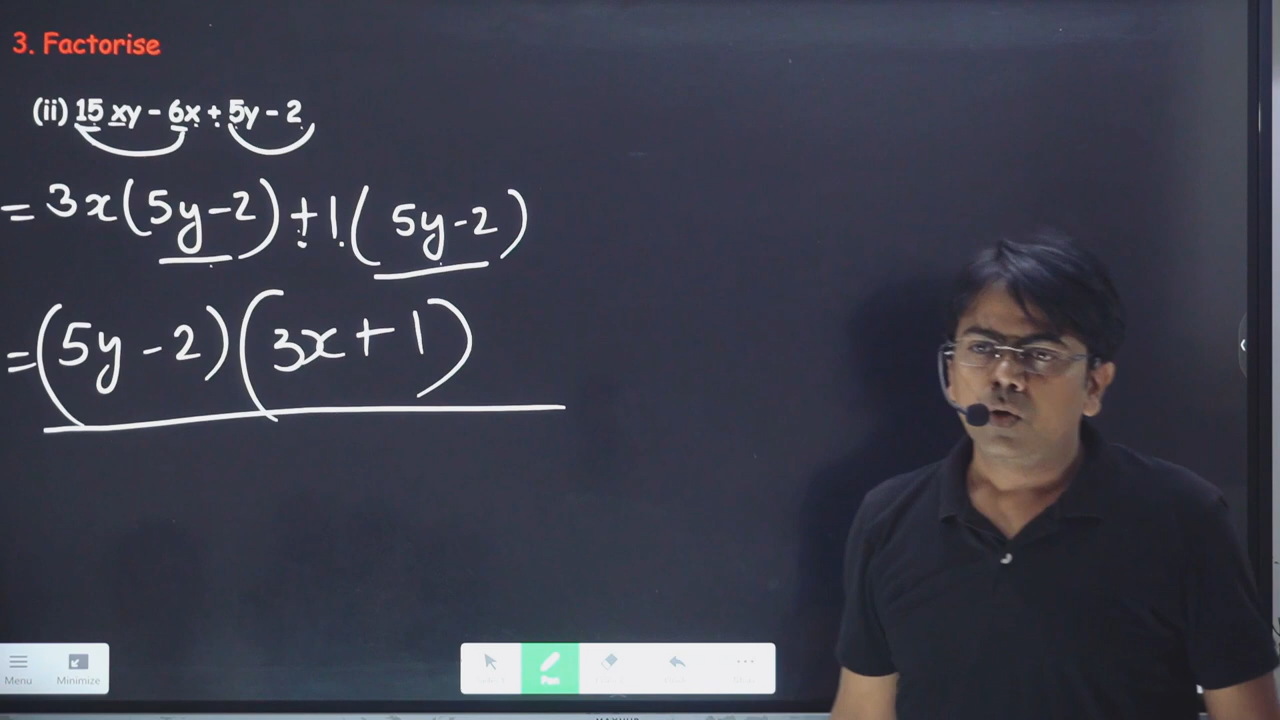 3. Factorise
(ii) 15 xy - 6x + 5y - 2
= 3x(5y-2) + 1(5y-2)
= (5y-2)(3x+1)
Menu
Minimize
Pen